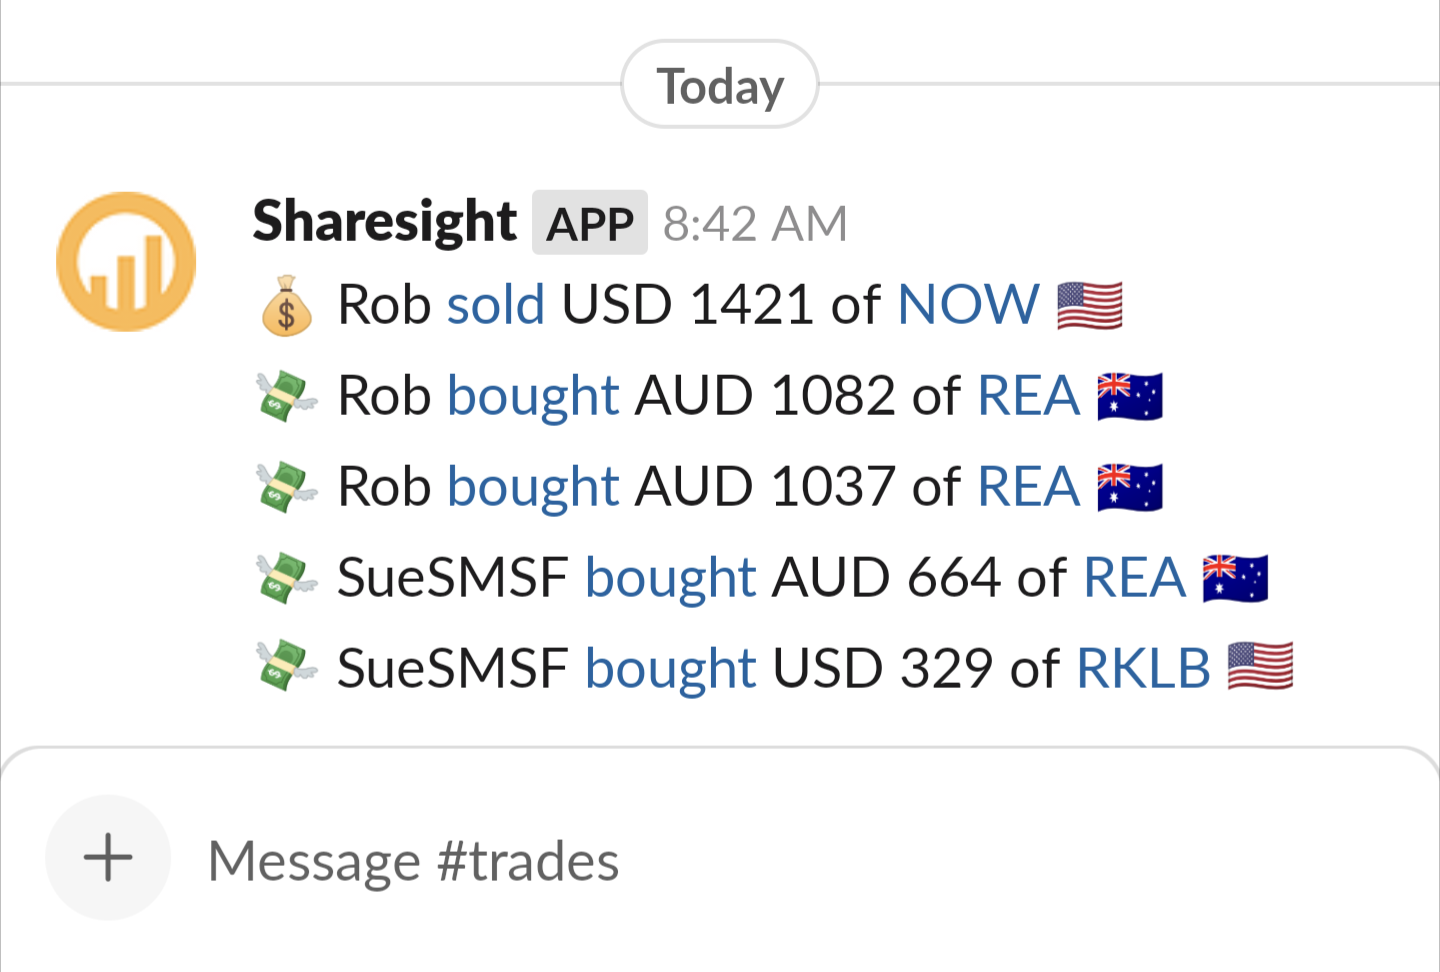 Today
Sharesight APP 8:42 AM
💰 Rob sold USD 1421 of NOW 🇺🇸
💸 Rob bought AUD 1082 of REA 🇦🇺
💸 Rob bought AUD 1037 of REA 🇦🇺
💸 SueSMSF bought AUD 664 of REA 🇦🇺
💸 SueSMSF bought USD 329 of RKLB 🇺🇸
Message #trades